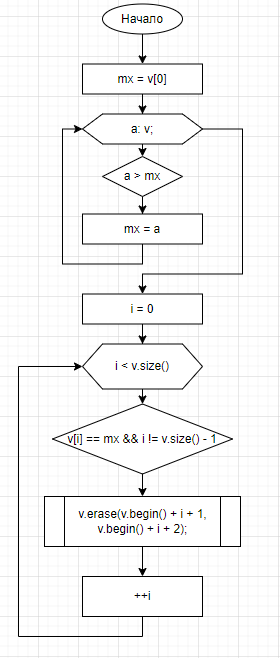 Начало
mx = v[0]
a: v;
a > mx
mx = a
i = 0
i < v.size()
v[i] == mx && i != v.size() - 1
v.erase(v.begin() + i + 1,
v.begin() + i + 2);
++i